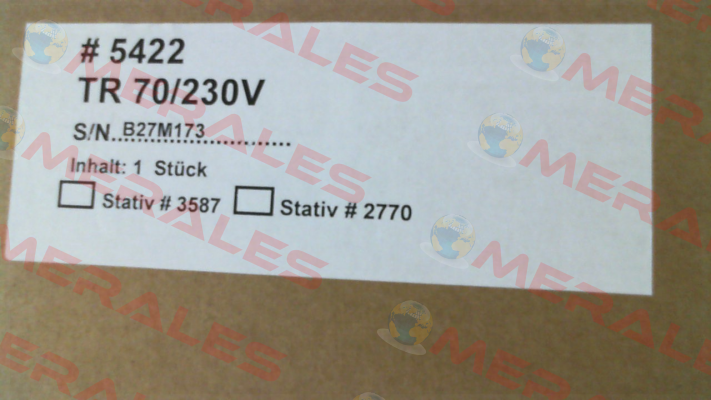 # 5422
TR 70/230V
S/N..B27M173................
Inhalt: 1 Stück
Stativ # 3587 Stativ # 2770
MERALES